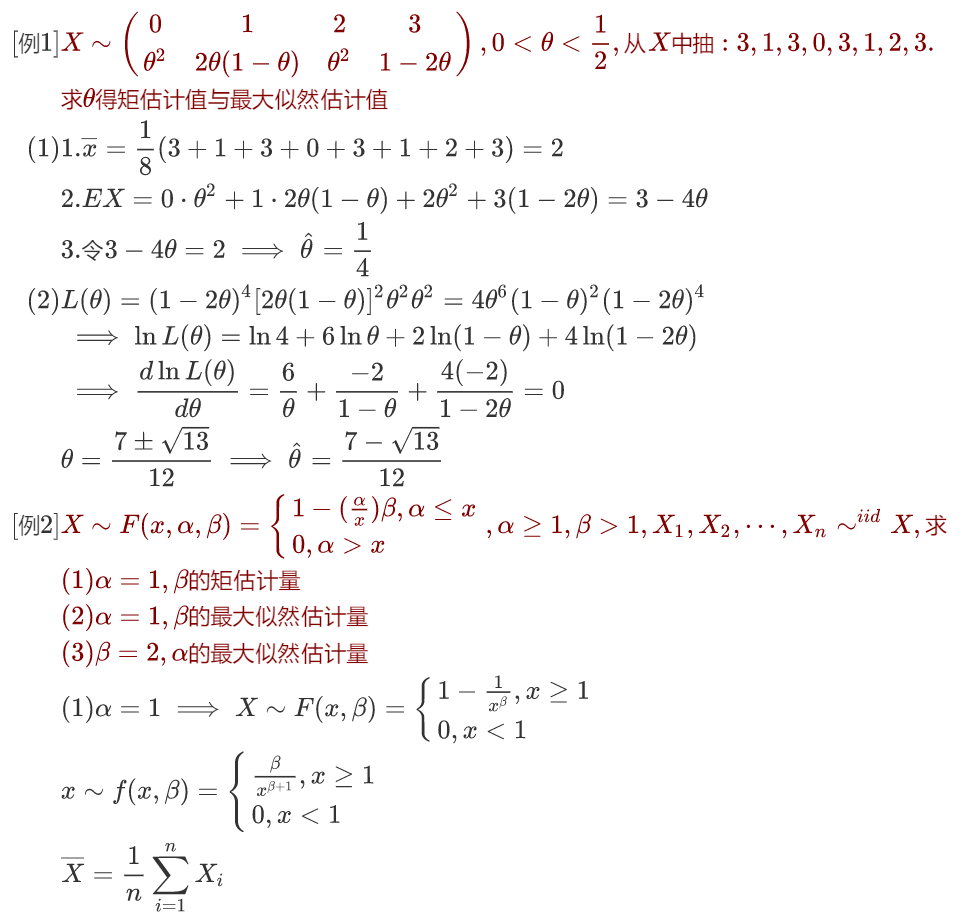 [例1]X ∼ ( 0 1 2 3 ; θ² 2θ(1 − θ) θ² 1 − 2θ ), 0 < θ < 1/2, 从X中抽 : 3, 1, 3, 0, 3, 1, 2, 3.
求θ得矩估计值与最大似然估计值
(1)1.x̅ = 1/8(3 + 1 + 3 + 0 + 3 + 1 + 2 + 3) = 2
2.EX = 0 · θ² + 1 · 2θ(1 − θ) + 2θ² + 3(1 − 2θ) = 3 − 4θ
3.令3 − 4θ = 2 ⟹ θ̂ = 1/4
(2)L(θ) = (1 − 2θ)⁴[2θ(1 − θ)]²θ²θ² = 4θ⁶(1 − θ)²(1 − 2θ)⁴
⟹ ln L(θ) = ln 4 + 6 ln θ + 2 ln(1 − θ) + 4 ln(1 − 2θ)
⟹ d ln L(θ)/dθ = 6/θ + −2/(1 − θ) + 4(−2)/(1 − 2θ) = 0
θ = (7 ± √13)/12 ⟹ θ̂ = (7 − √13)/12
[例2]X ∼ F(x, α, β) = { 1 − (α/x)β, α ≤ x ; 0, α > x , α ≥ 1, β > 1, X₁, X₂, ⋯, Xₙ ∼ⁱⁱᵈ X, 求
(1)α = 1, β的矩估计量
(2)α = 1, β的最大似然估计量
(3)β = 2, α的最大似然估计量
(1)α = 1 ⟹ X ∼ F(x, β) = { 1 − 1/x^β, x ≥ 1 ; 0, x < 1
x ∼ f(x, β) = { β/x^(β+1), x ≥ 1 ; 0, x < 1
X̅ = 1/n ∑_{i=1}^{n} Xᵢ